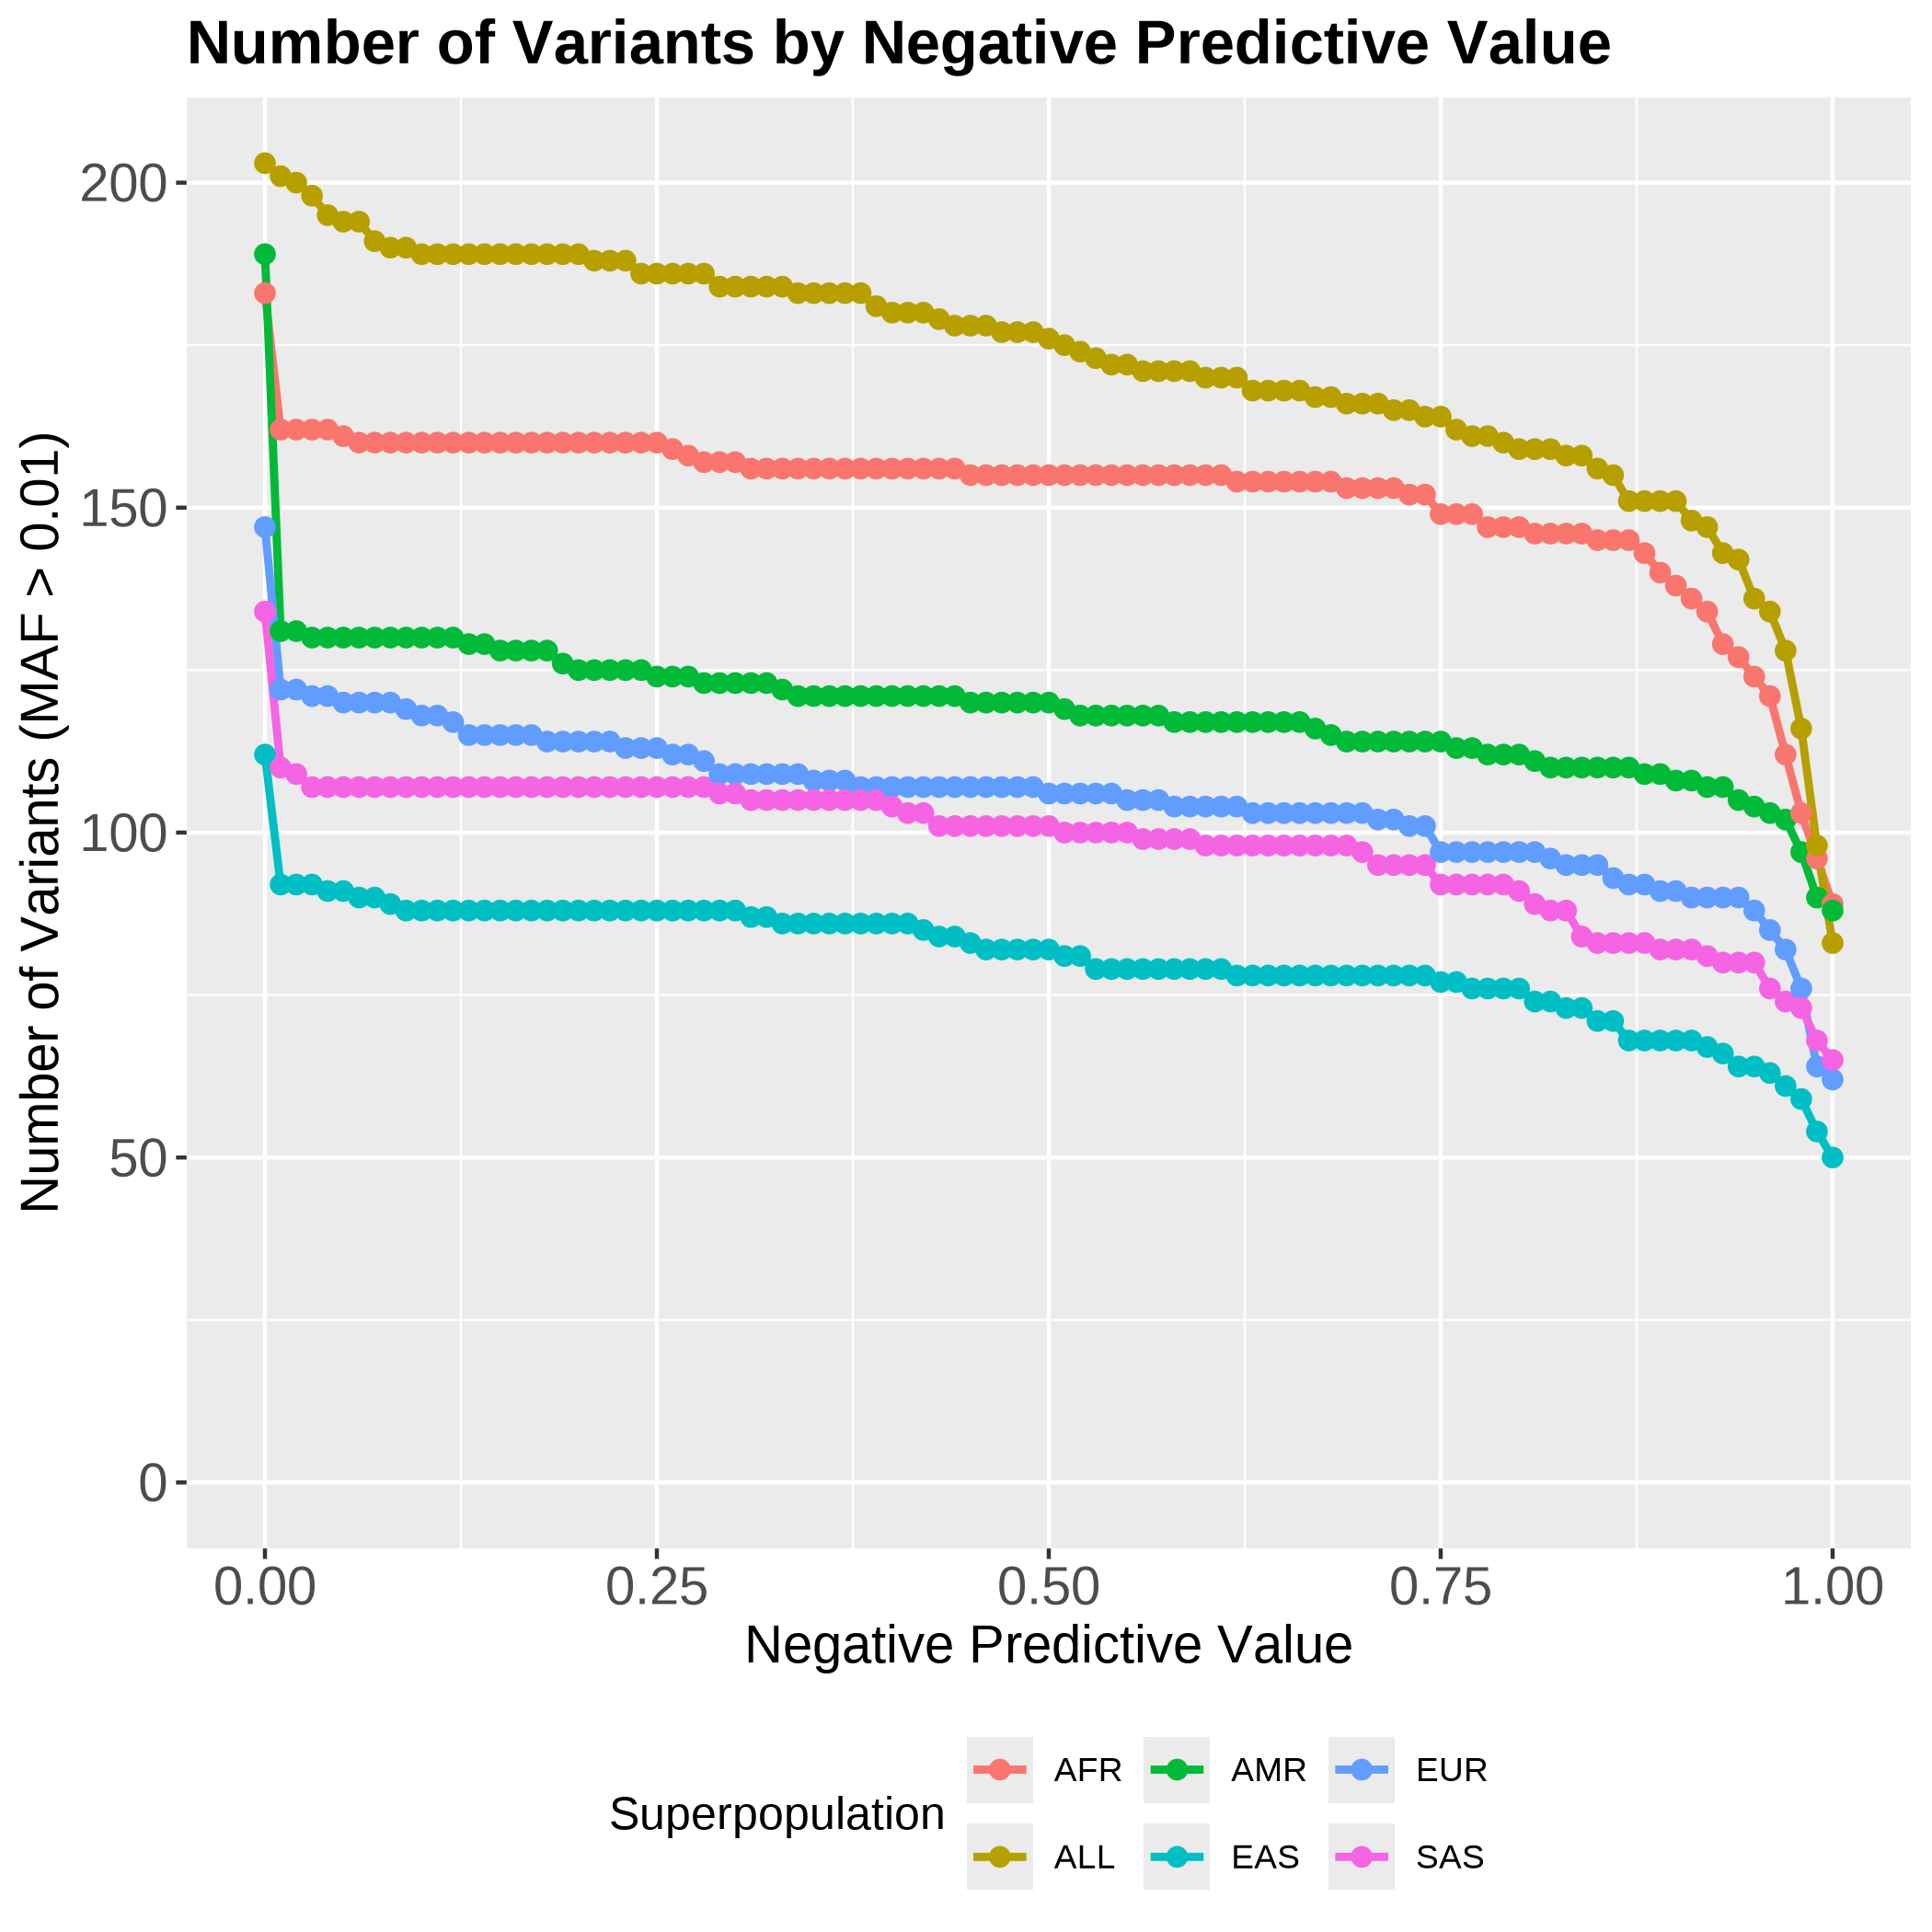 Number of Variants by Negative Predictive Value
Number of Variants (MAF > 0.01)
200
150
100
50
0
0.00 0.25 0.50 0.75 1.00
Negative Predictive Value
Superpopulation
AFR AMR EUR
ALL EAS SAS